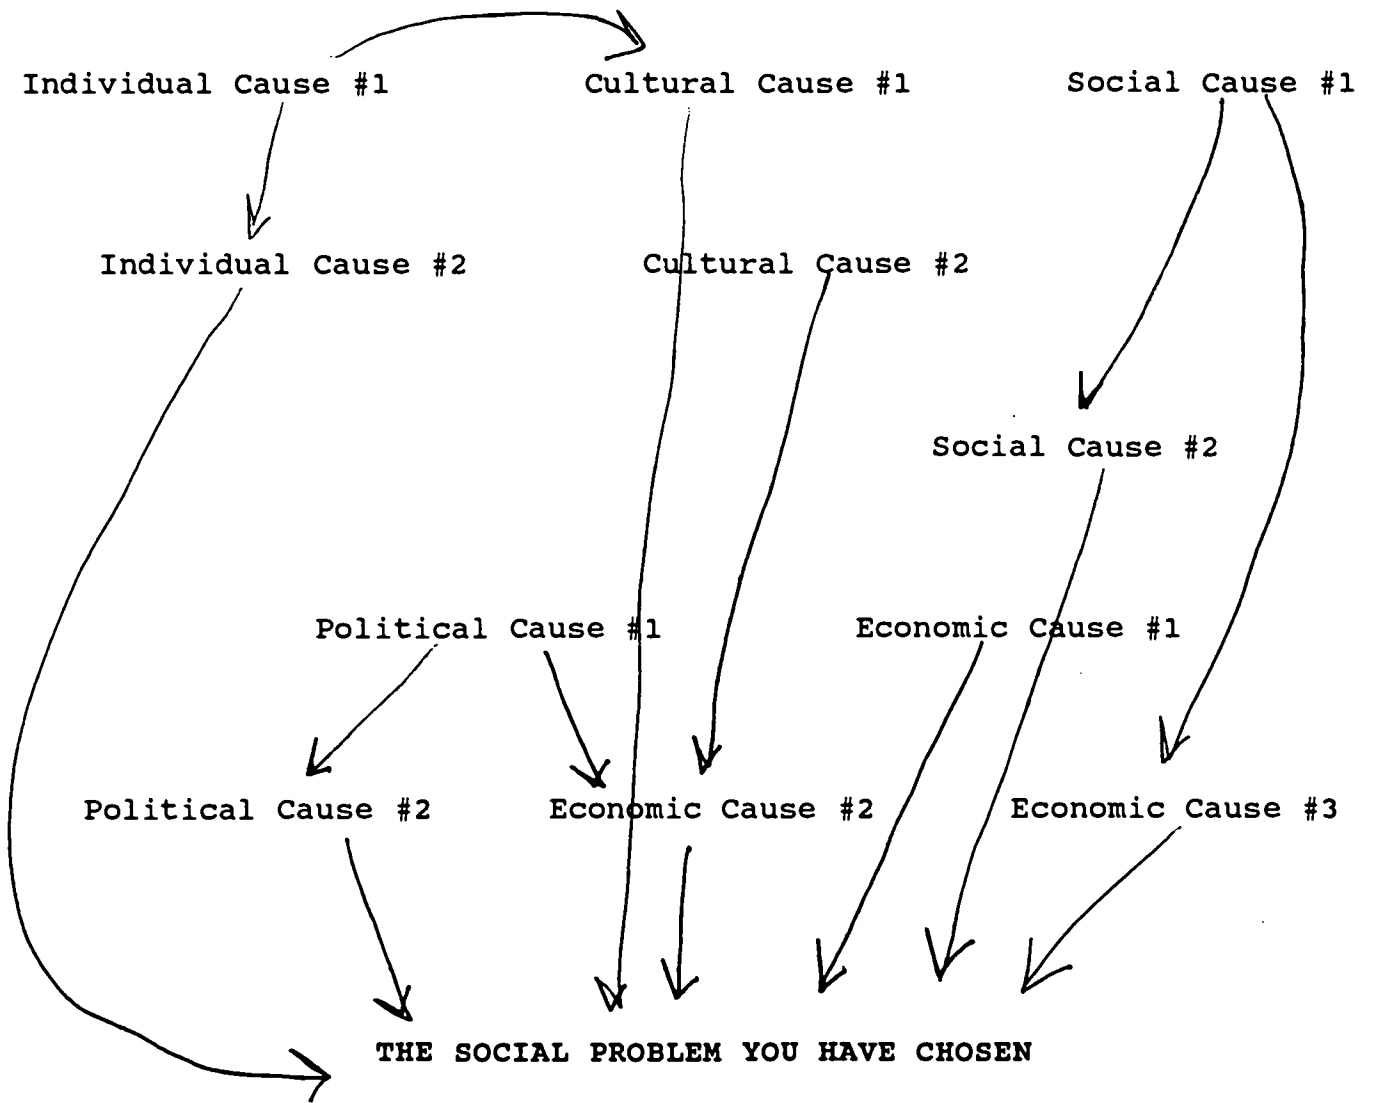 Individual Cause #1 Cultural Cause #1 Social Cause #1
Individual Cause #2 Cultural Cause #2
Social Cause #2
Political Cause #1 Economic Cause #1
Political Cause #2 Economic Cause #2 Economic Cause #3
THE SOCIAL PROBLEM YOU HAVE CHOSEN